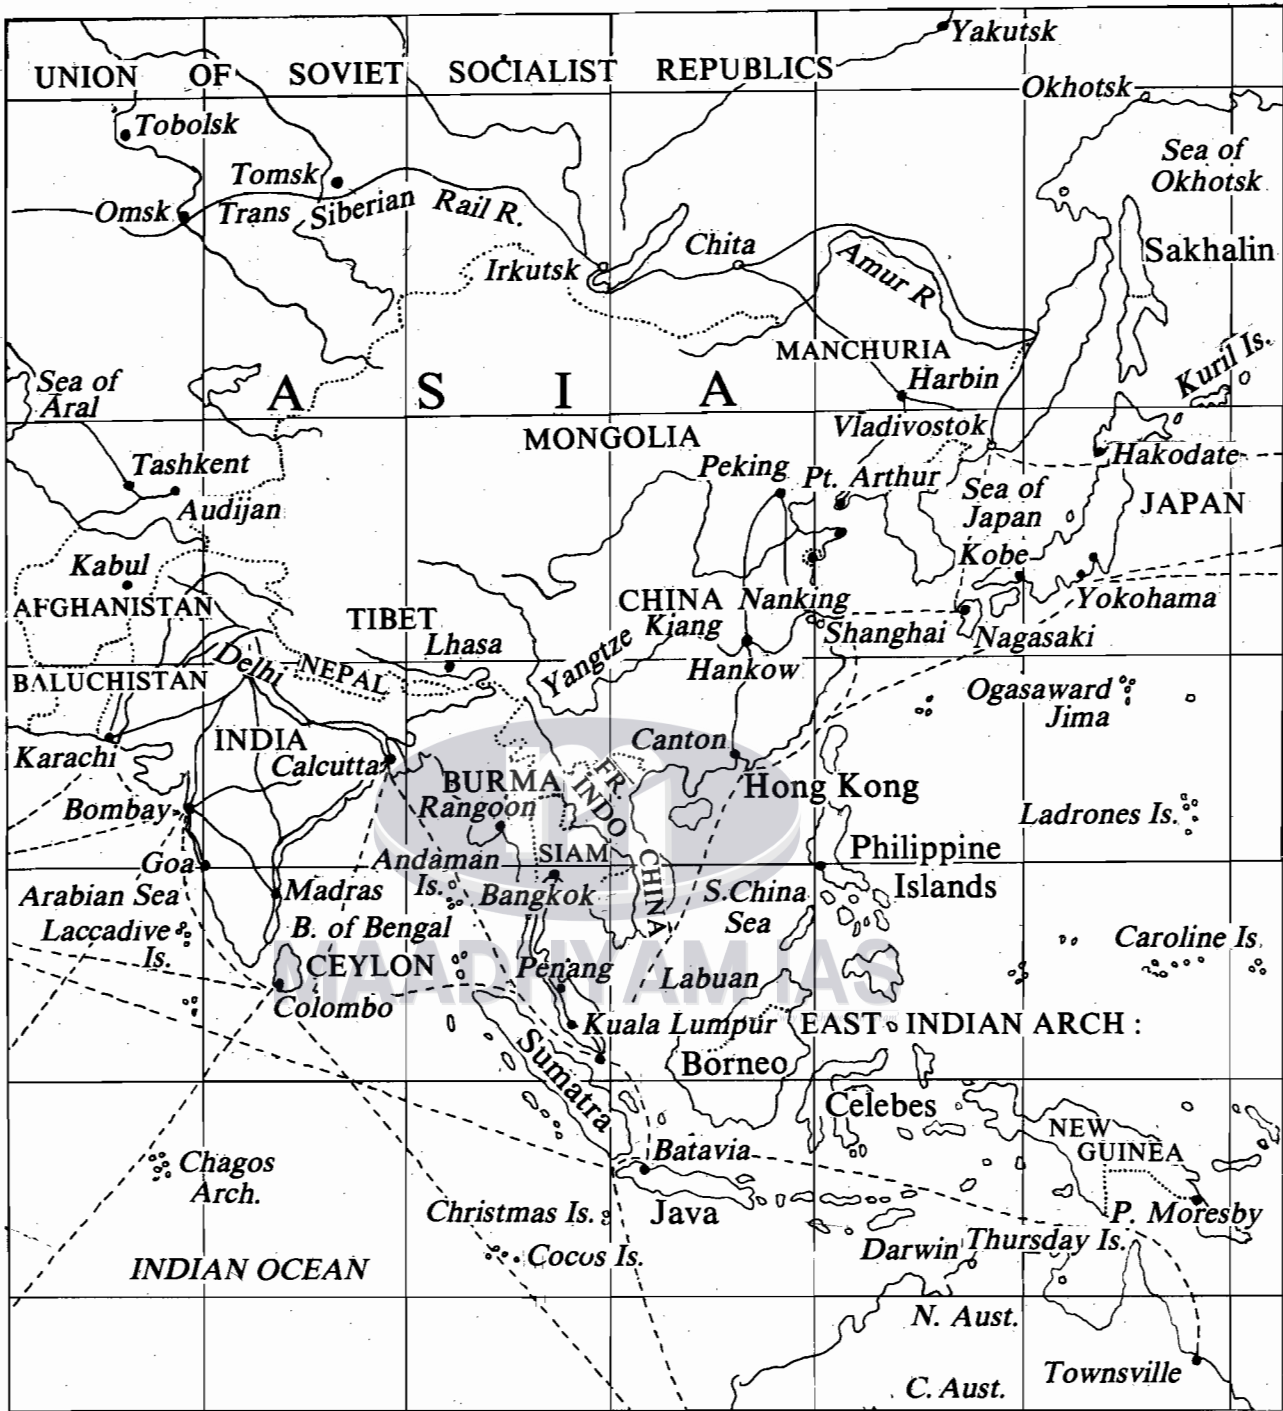 Yakutsk
UNION OF SOVIET SOCIALIST REPUBLICS
Okhotsk
Tobolsk
Sea of
Okhotsk
Tomsk
Omsk
Trans Siberian Rail R.
Chita
Irkutsk
Amur R
Sakhalin
MANCHURIA
Harbin
Kuril Is.
Sea of
Aral
ASIA
Vladivostok
MONGOLIA
Hakodate
Tashkent
Peking
Pt. Arthur
Audijan
Sea of
Japan
JAPAN
Kabul
Kobe
AFGHANISTAN
TIBET
CHINA
Nanking
Yokohama
Lhasa
Yangtze Kiang
Shanghai
Nagasaki
Delhi
NEPAL
Hankow
BALUCHISTAN
Ogasaward
Jima
Karachi
INDIA
Calcutta
Canton
BURMA
FR.
INDO
CHINA
Hong Kong
Bombay
Rangoon
Ladrones Is.
Goa
Andaman
Is.
SIAM
Philippine
Islands
Arabian Sea
Madras
Bangkok
S.China
Sea
Laccadive
Is.
B. of Bengal
Caroline Is
MAADHYAM IAS
CEYLON
Penang
Labuan
Colombo
Kuala Lumpur
EAST INDIAN ARCH :
Sumatra
Borneo
Celebes
NEW
GUINEA
Batavia
Chagos
Arch.
Christmas Is.
Java
P. Moresby
Darwin
Thursday Is.
Cocos Is.
INDIAN OCEAN
N. Aust.
Townsville
C. Aust.